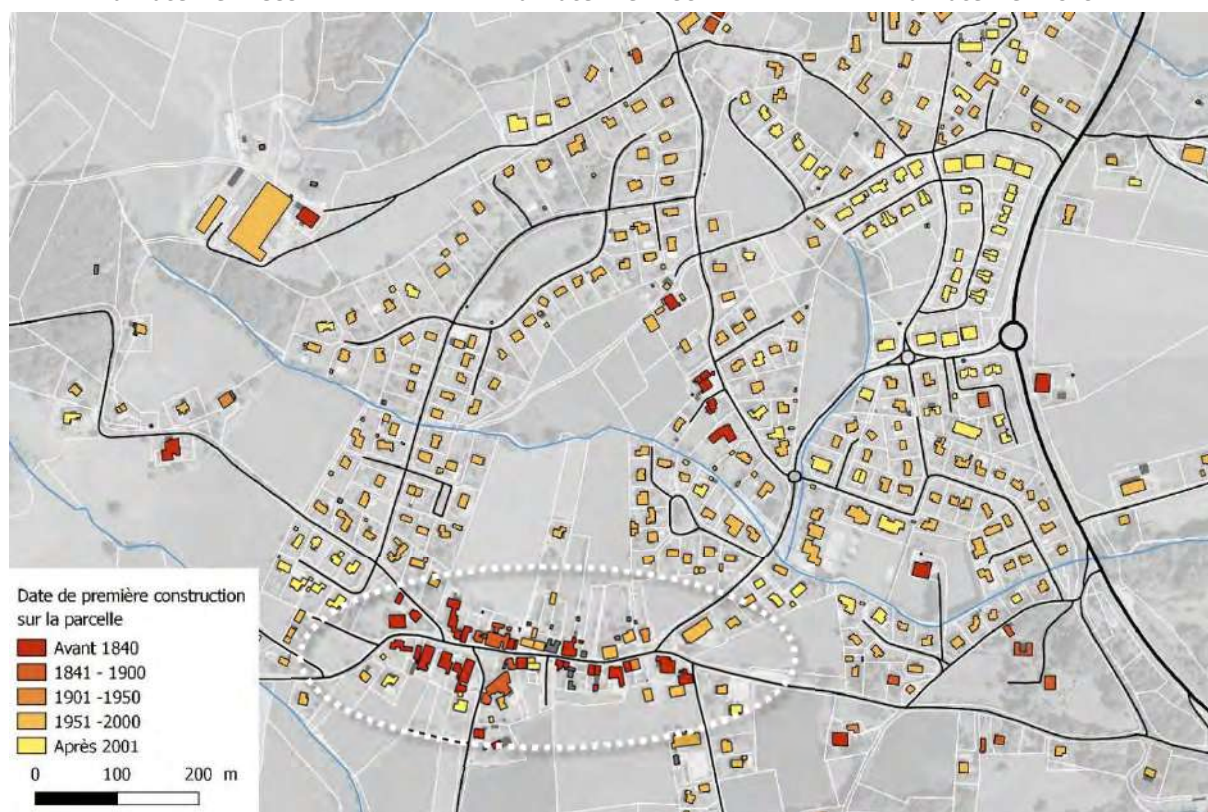 Date de première construction
sur la parcelle
Avant 1840
1841 - 1900
1901 -1950
1951 -2000
Après 2001
0 100 200 m